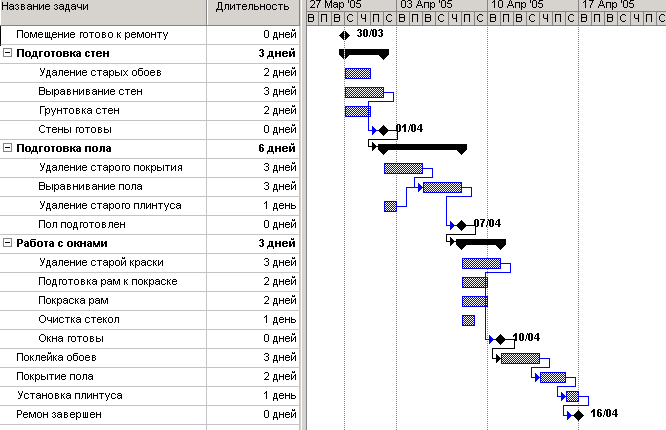 Название задачи Длительность 27 Мар '05 03 Апр '05 10 Апр '05 17 Апр '05
В П В С Ч П С В П В С Ч П С В П В С Ч П С В П В С Ч П С
Помещение готово к ремонту 0 дней 30/03
Подготовка стен 3 дней
Удаление старых обоев 2 дней
Выравнивание стен 3 дней
Грунтовка стен 2 дней
Стены готовы 0 дней 01/04
Подготовка пола 6 дней
Удаление старого покрытия 3 дней
Выравнивание пола 3 дней
Удаление старого плинтуса 1 день
Пол подготовлен 0 дней 07/04
Работа с окнами 3 дней
Удаление старой краски 3 дней
Подготовка рам к покраске 2 дней
Покраска рам 2 дней
Очистка стекол 1 день
Окна готовы 0 дней 10/04
Поклейка обоев 3 дней
Покрытие пола 2 дней
Установка плинтуса 1 день
Ремон завершен 0 дней 16/04